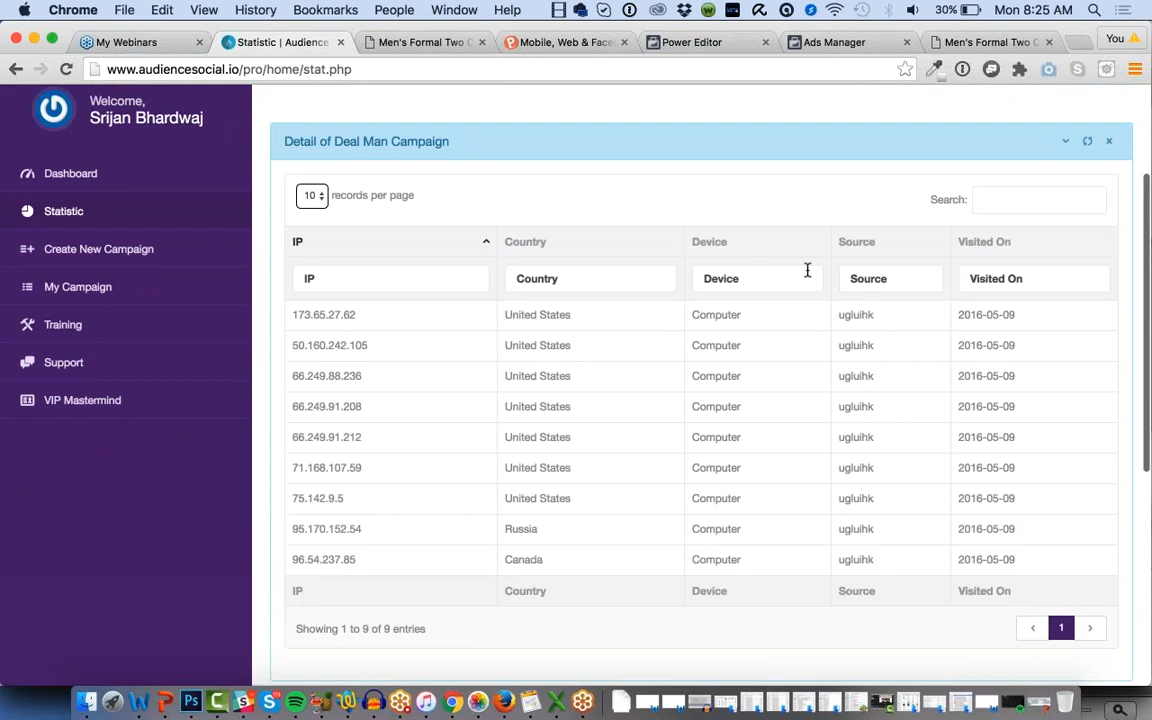 Chrome File Edit View History Bookmarks People Window Help 30% Mon 8:25 AM
My Webinars Statistic | Audience Men's Formal Two C Mobile, Web & Face Power Editor Ads Manager Men's Formal Two C You
www.audiencesocial.io/pro/home/stat.php
Welcome,
Srijan Bhardwaj
Dashboard
Statistic
Create New Campaign
My Campaign
Training
Support
VIP Mastermind
Detail of Deal Man Campaign
10 records per page Search:
IP Country Device Source Visited On
IP Country Device Source Visited On
173.65.27.62 United States Computer ugluihk 2016-05-09
50.160.242.105 United States Computer ugluihk 2016-05-09
66.249.88.236 United States Computer ugluihk 2016-05-09
66.249.91.208 United States Computer ugluihk 2016-05-09
66.249.91.212 United States Computer ugluihk 2016-05-09
71.168.107.59 United States Computer ugluihk 2016-05-09
75.142.9.5 United States Computer ugluihk 2016-05-09
95.170.152.54 Russia Computer ugluihk 2016-05-09
96.54.237.85 Canada Computer ugluihk 2016-05-09
IP Country Device Source Visited On
Showing 1 to 9 of 9 entries 1